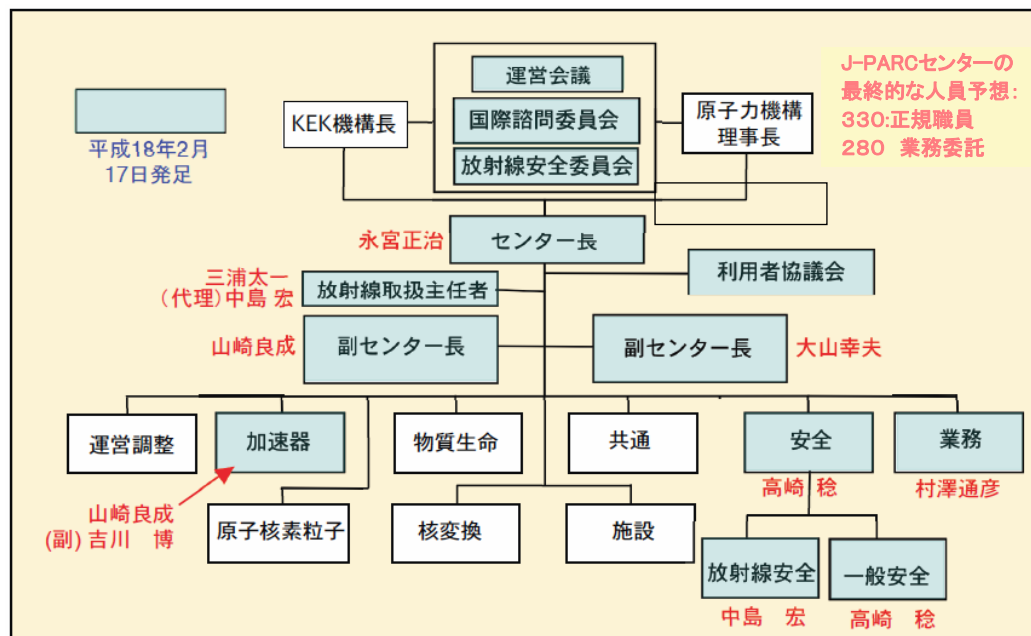 運営会議
国際諮問委員会
放射線安全委員会
KEK機構長
原子力機構
理事長
J-PARCセンターの
最終的な人員予想:
330:正規職員
280 業務委託
平成18年2月
17日発足
永宮正治
センター長
利用者協議会
三浦太一
(代理)中島 宏
放射線取扱主任者
山崎良成
副センター長
副センター長
大山幸夫
運営調整
加速器
物質生命
共通
安全
業務
高崎 稔
村澤通彦
山崎良成
(副) 吉川 博
原子核素粒子
核変換
施設
放射線安全
一般安全
中島 宏
高崎 稔